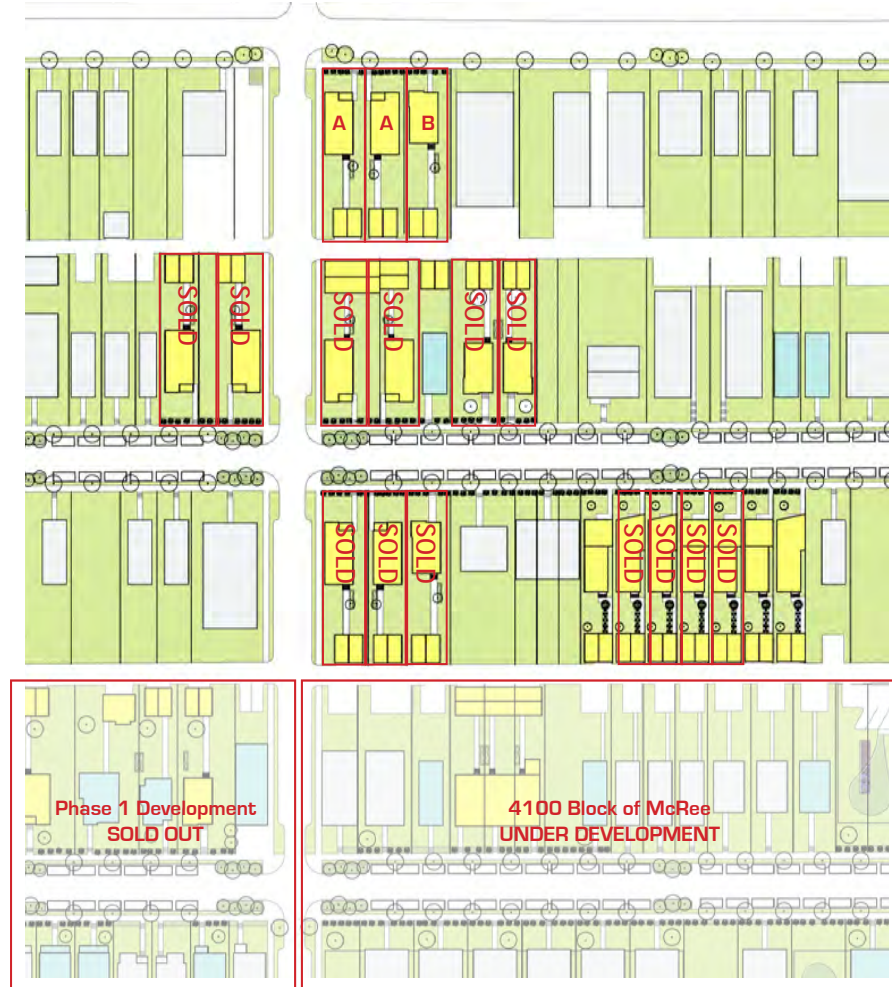 A
A
B
SOLD
SOLD
SOLD
SOLD
SOLD
SOLD
SOLD
SOLD
SOLD
SOLD
SOLD
SOLD
SOLD
Phase 1 Development
SOLD OUT
4100 Block of McRee
UNDER DEVELOPMENT